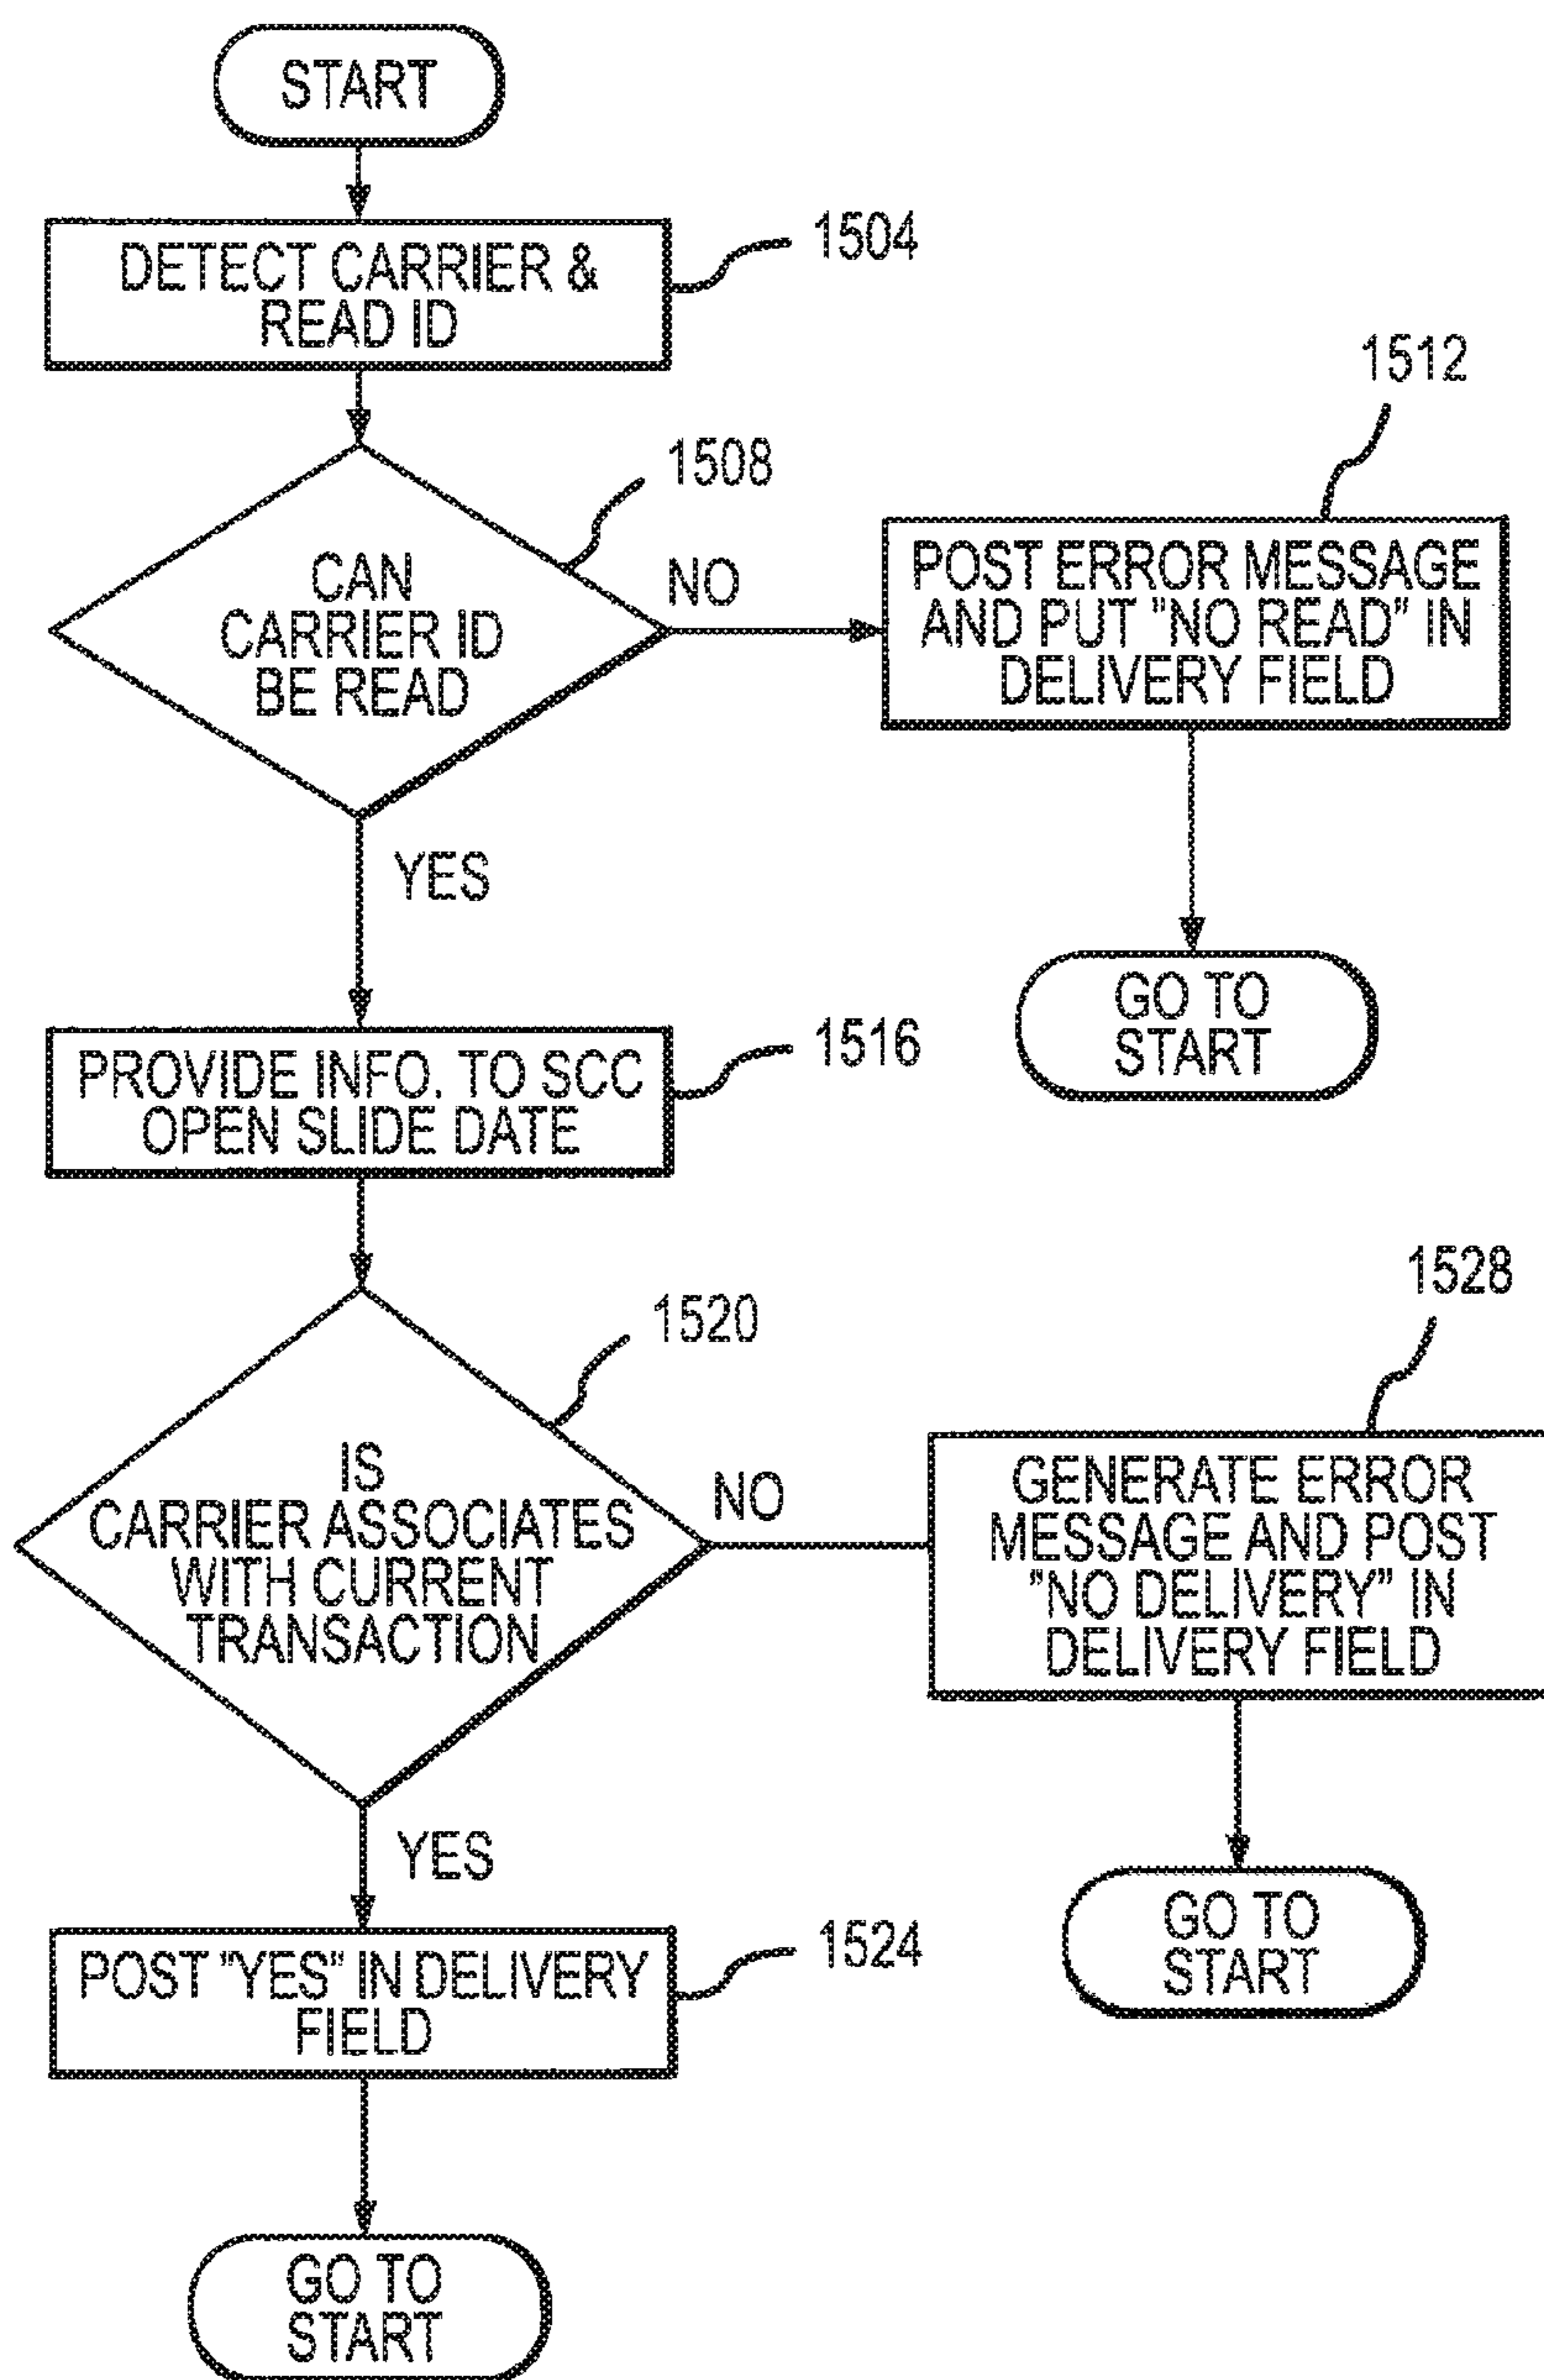 START
DETECT CARRIER &
READ ID
1504
CAN
CARRIER ID
BE READ
1508
NO
POST ERROR MESSAGE
AND PUT "NO READ" IN
DELIVERY FIELD
1512
GO TO
START
YES
PROVIDE INFO. TO SCC
OPEN SLIDE DATE
1516
IS
CARRIER ASSOCIATES
WITH CURRENT
TRANSACTION
1520
NO
GENERATE ERROR
MESSAGE AND POST
"NO DELIVERY" IN
DELIVERY FIELD
1528
GO TO
START
YES
POST "YES" IN DELIVERY
FIELD
1524
GO TO
START